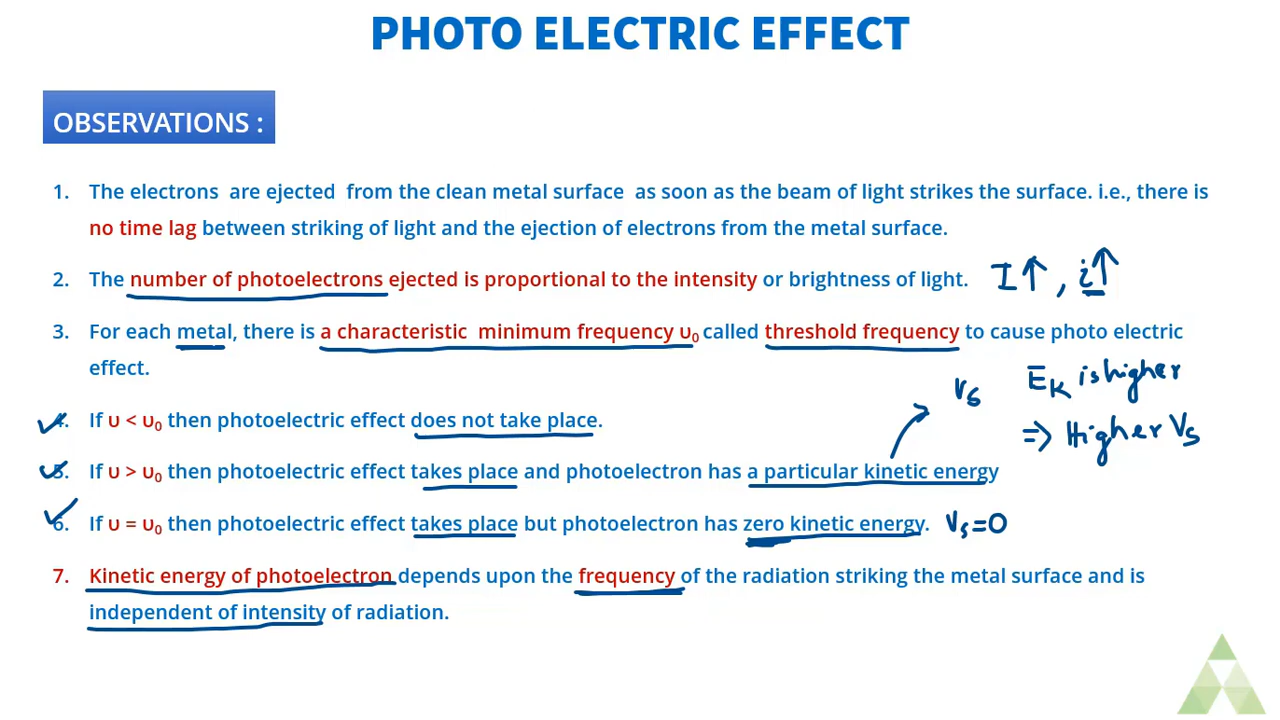 PHOTO ELECTRIC EFFECT
OBSERVATIONS :
1. The electrons are ejected from the clean metal surface as soon as the beam of light strikes the surface. i.e., there is
no time lag between striking of light and the ejection of electrons from the metal surface.
2. The number of photoelectrons ejected is proportional to the intensity or brightness of light. I↑ , i↑
3. For each metal, there is a characteristic minimum frequency υ₀ called threshold frequency to cause photo electric
effect.
Vs EK is higher
4. If υ < υ₀ then photoelectric effect does not take place.
⇒ Higher Vs
5. If υ > υ₀ then photoelectric effect takes place and photoelectron has a particular kinetic energy
6. If υ = υ₀ then photoelectric effect takes place but photoelectron has zero kinetic energy. Vs=0
7. Kinetic energy of photoelectron depends upon the frequency of the radiation striking the metal surface and is
independent of intensity of radiation.